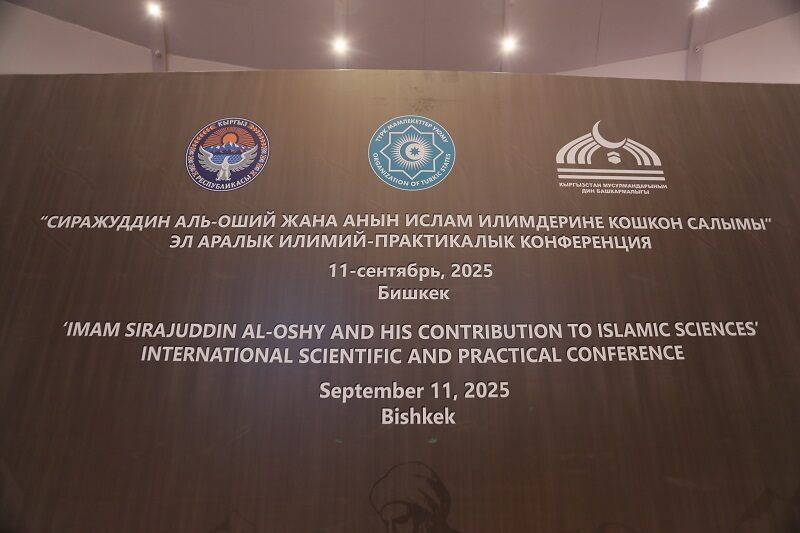 КЫРГЫЗ
РЕСПУБЛИКАСЫ
ТҮРК МАМЛЕКЕТТЕР УЮМУ
ORGANIZATION OF TURKIC STATES
КЫРГЫЗСТАН МУСУЛМАНДАРЫНЫН
ДИН БАШКАРМАЛЫГЫ
"СИРАЖУДДИН АЛЬ-ОШИЙ ЖАНА АНЫН ИСЛАМ ИЛИМДЕРИНЕ КОШКОН САЛЫМЫ"
ЭЛ АРАЛЫК ИЛИМИЙ-ПРАКТИКАЛЫК КОНФЕРЕНЦИЯ
11-сентябрь, 2025
Бишкек
'IMAM SIRAJUDDIN AL-OSHY AND HIS CONTRIBUTION TO ISLAMIC SCIENCES'
INTERNATIONAL SCIENTIFIC AND PRACTICAL CONFERENCE
September 11, 2025
Bishkek